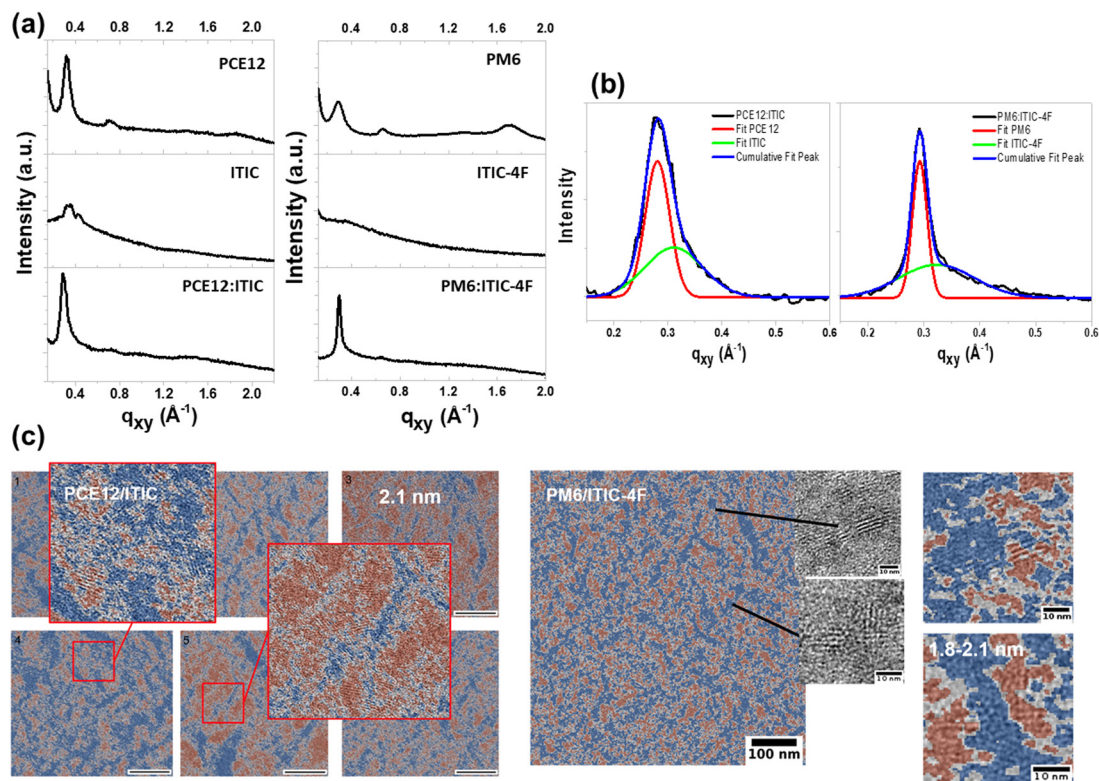 (a)
0.4 0.8 1.2 1.6 2.0
PCE12
ITIC
PCE12:ITIC
Intensity (a.u.)
0.4 0.8 1.2 1.6 2.0
qxy (Å-1)
0.4 0.8 1.2 1.6 2.0
PM6
ITIC-4F
PM6:ITIC-4F
Intensity (a.u.)
0.4 0.8 1.2 1.6 2.0
qxy (Å-1)
(b)
PCE12:ITIC
Fit PCE 12
Fit ITIC
Cumulative Fit Peak
Intensity
0.2 0.3 0.4 0.5 0.6
qxy (Å-1)
PM6:ITIC-4F
Fit PM6
Fit ITIC-4F
Cumulative Fit Peak
0.2 0.3 0.4 0.5 0.6
qxy (Å-1)
(c)
1
PCE12/ITIC
3
2.1 nm
4
5
PM6/ITIC-4F
100 nm
10 nm
10 nm
10 nm
1.8-2.1 nm
10 nm